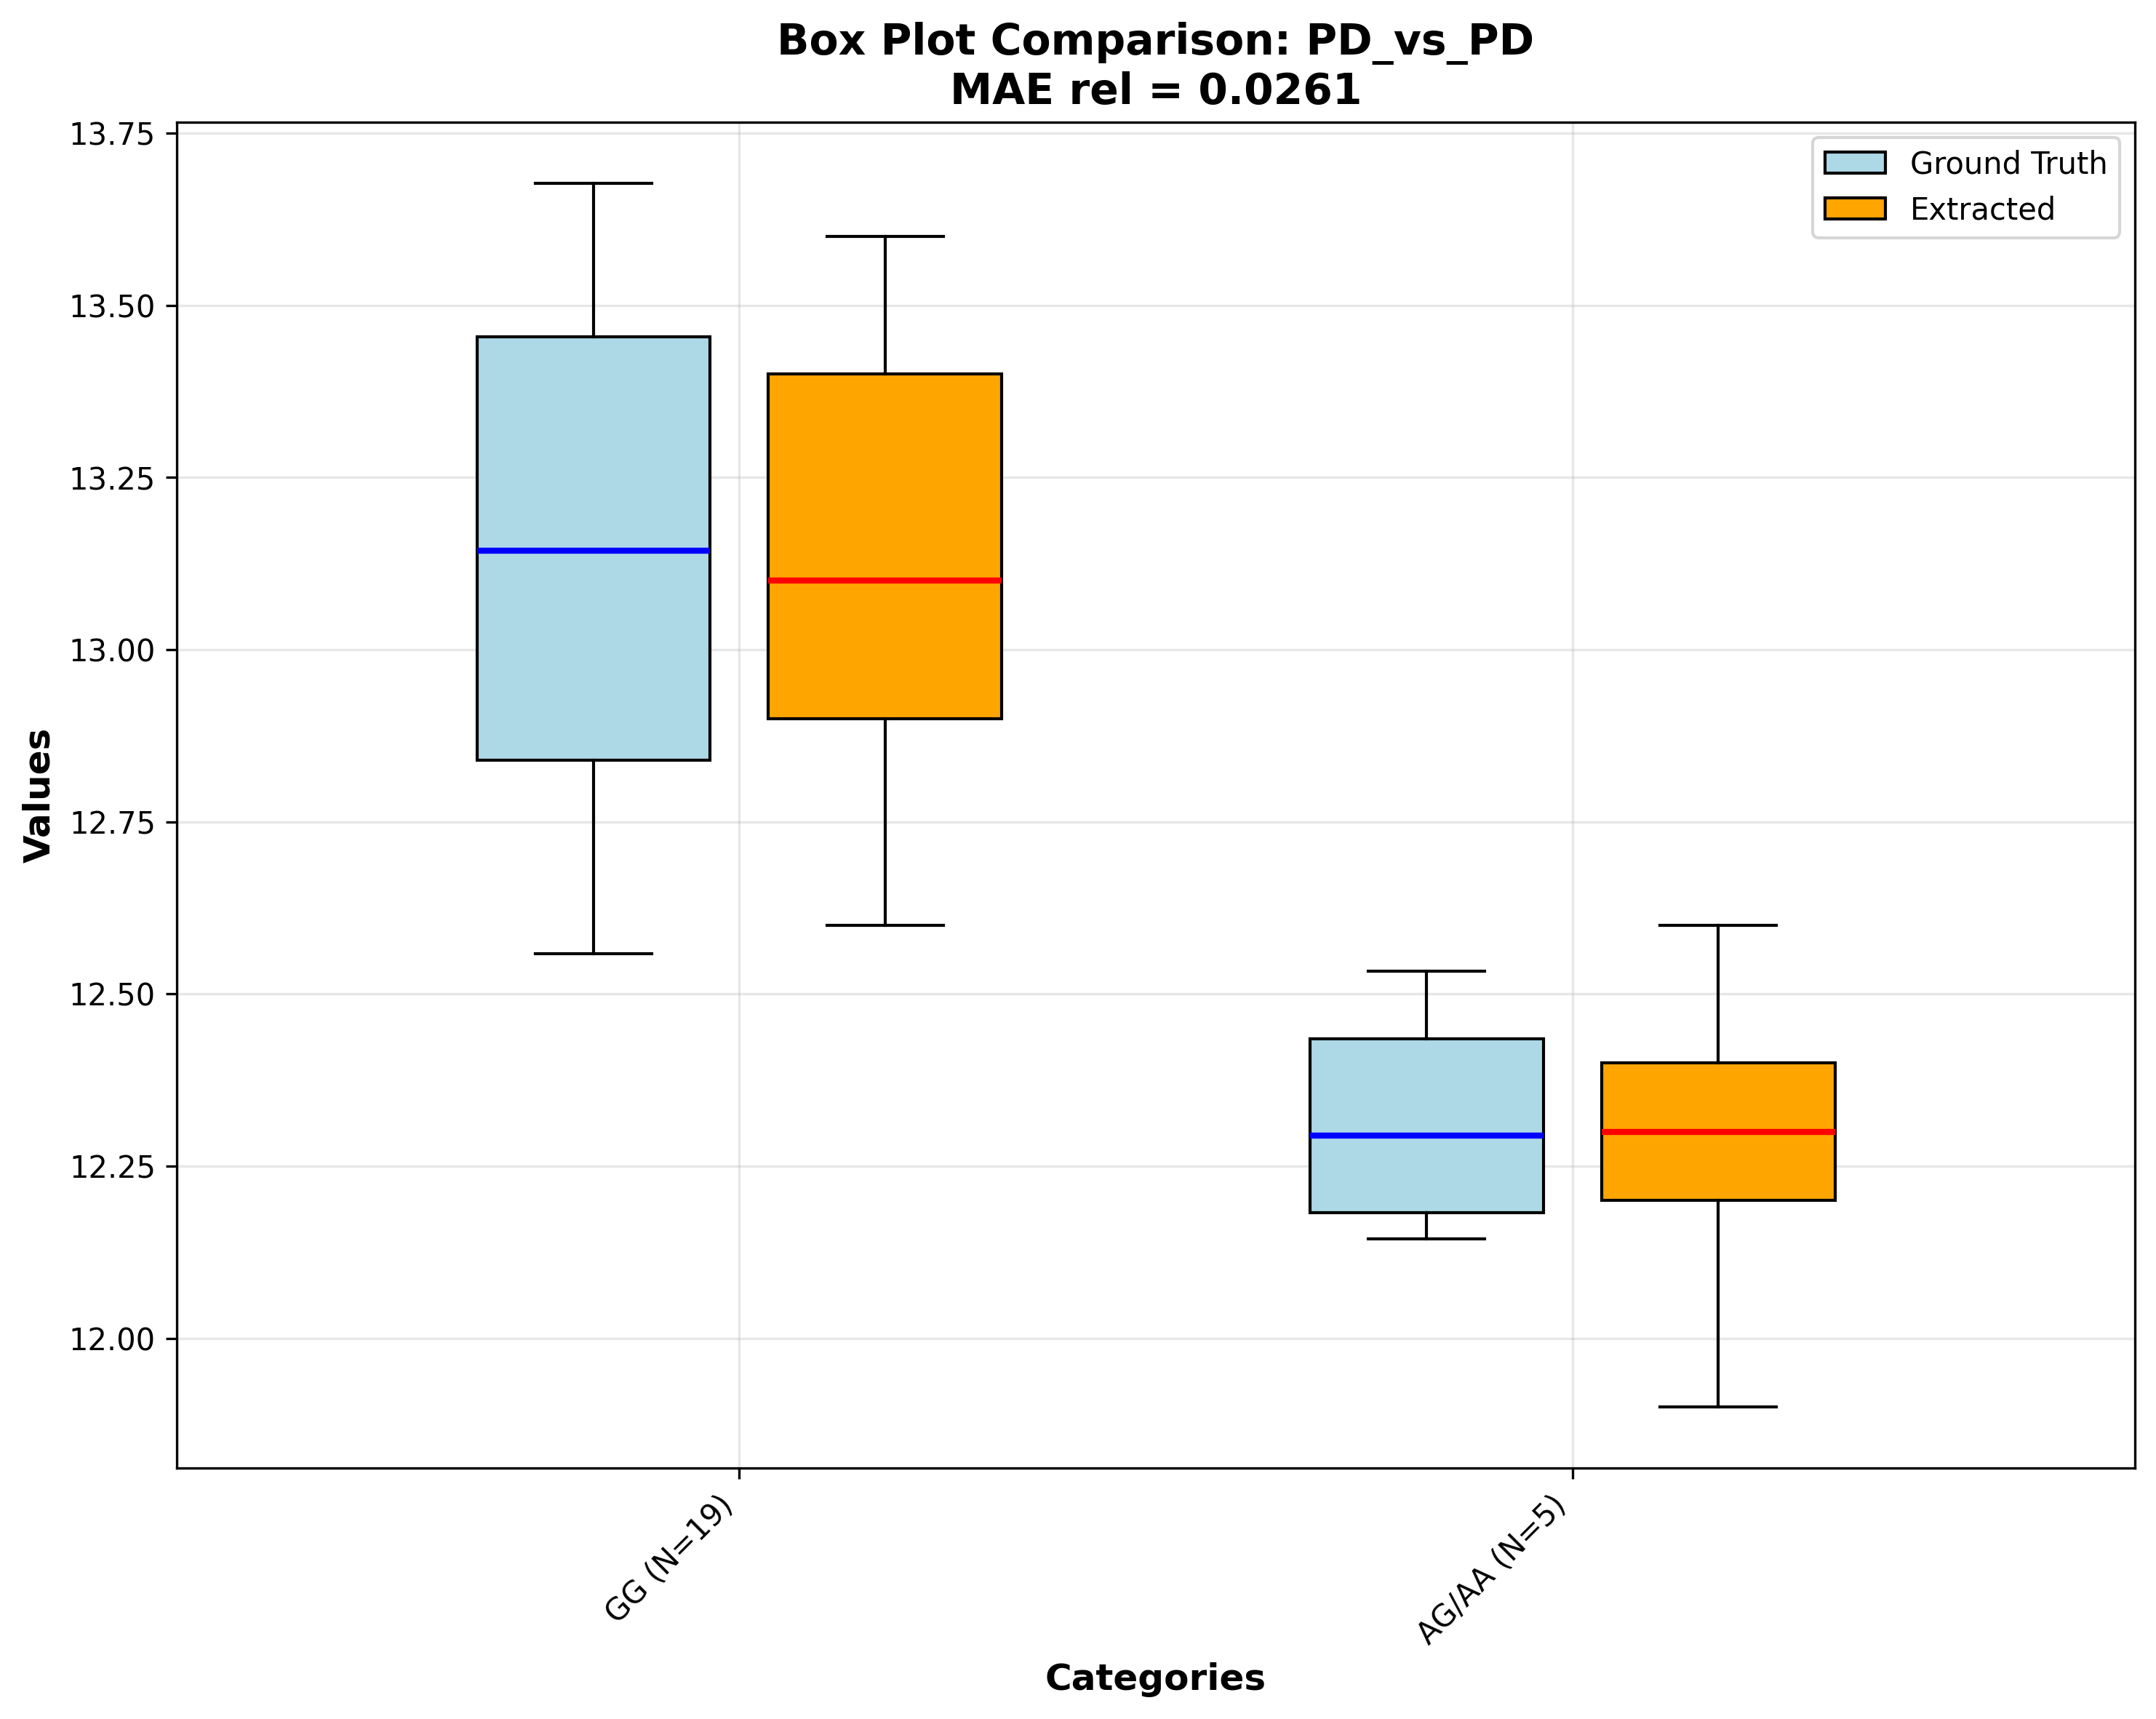 Box Plot Comparison: PD_vs_PD
MAE rel = 0.0261
Ground Truth
Extracted
Values
13.75
13.50
13.25
13.00
12.75
12.50
12.25
12.00
GG (N=19)
AG/AA (N=5)
Categories